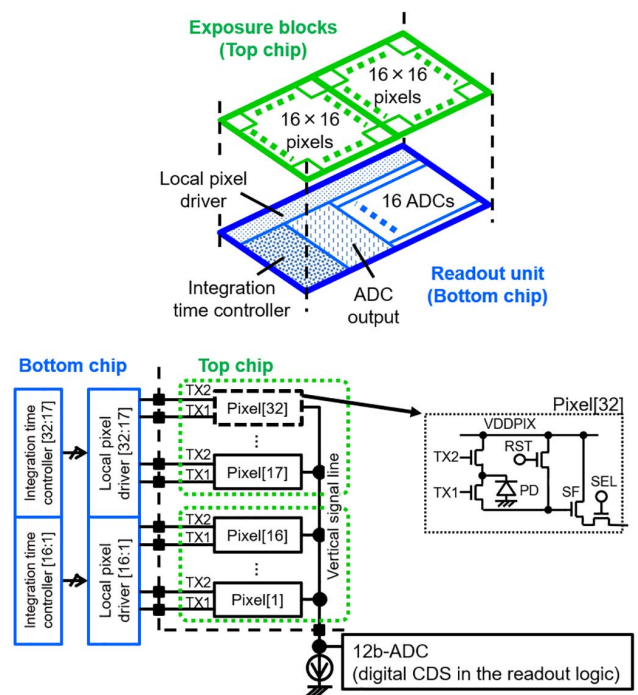 Exposure blocks
(Top chip)
16 × 16
pixels
16 × 16
pixels
Local pixel
driver
16 ADCs
Integration
time controller
ADC
output
Readout unit
(Bottom chip)
Bottom chip
Top chip
Integration time
controller [32:17]
Local pixel
driver [32:17]
TX2
TX1
Pixel[32]
⋮
TX2
TX1
Pixel[17]
Integration time
controller [16:1]
Local pixel
driver [16:1]
TX2
TX1
Pixel[16]
⋮
TX2
TX1
Pixel[1]
Vertical signal line
Pixel[32]
VDDPIX
RST
TX2
TX1
PD
SF
SEL
12b-ADC
(digital CDS in the readout logic)